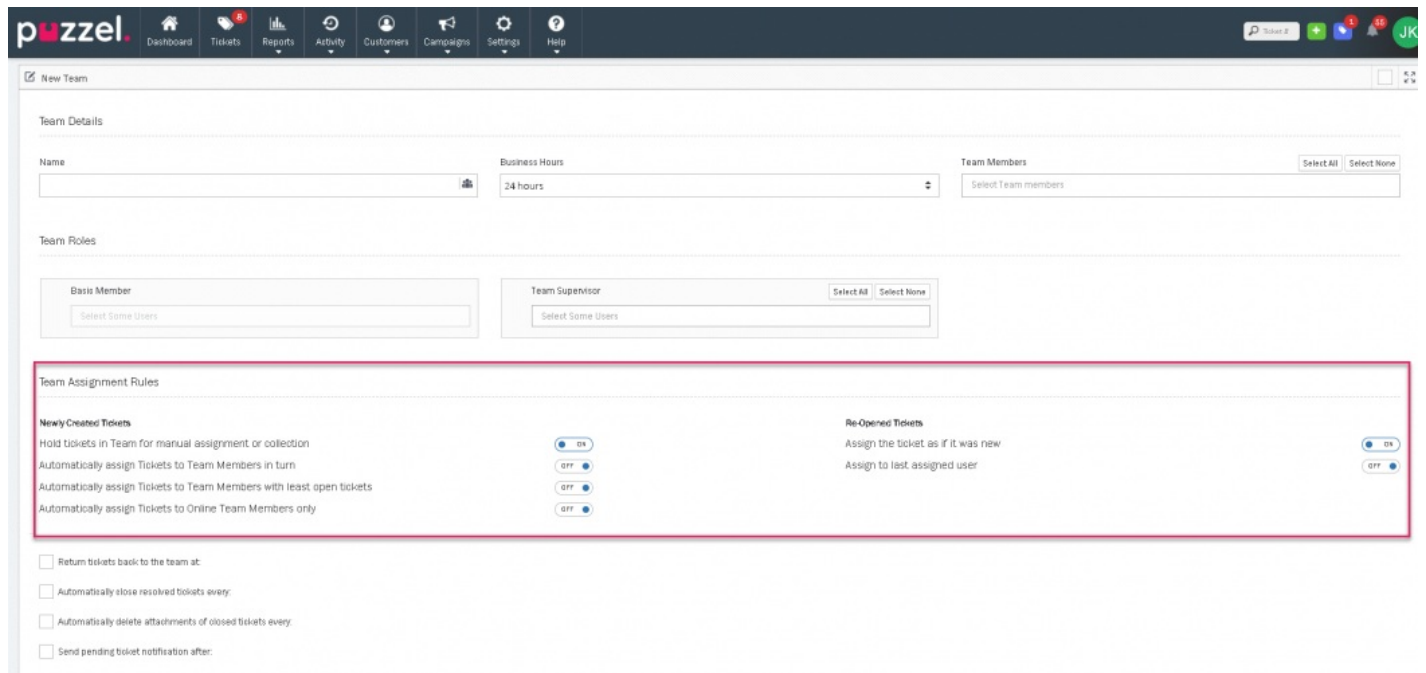 puzzel.
Dashboard
Tickets
8
Reports
Activity
Customers
Campaigns
Settings
Help
Ticket #
1
55
JK
New Team
Team Details
Name
Business Hours
Team Members
Select All
Select None
24 hours
Select Team members
Team Roles
Basis Member
Team Supervisor
Select All
Select None
Select Some Users
Select Some Users
Team Assignment Rules
Newly Created Tickets
Hold tickets in Team for manual assignment or collection
ON
Automatically assign Tickets to Team Members in turn
OFF
Automatically assign Tickets to Team Members with least open tickets
OFF
Automatically assign Tickets to Online Team Members only
OFF
Re-Opened Tickets
Assign the ticket as if it was new
ON
Assign to last assigned user
OFF
Return tickets back to the team at:
Automatically close resolved tickets every:
Automatically delete attachments of closed tickets every:
Send pending ticket notification after: